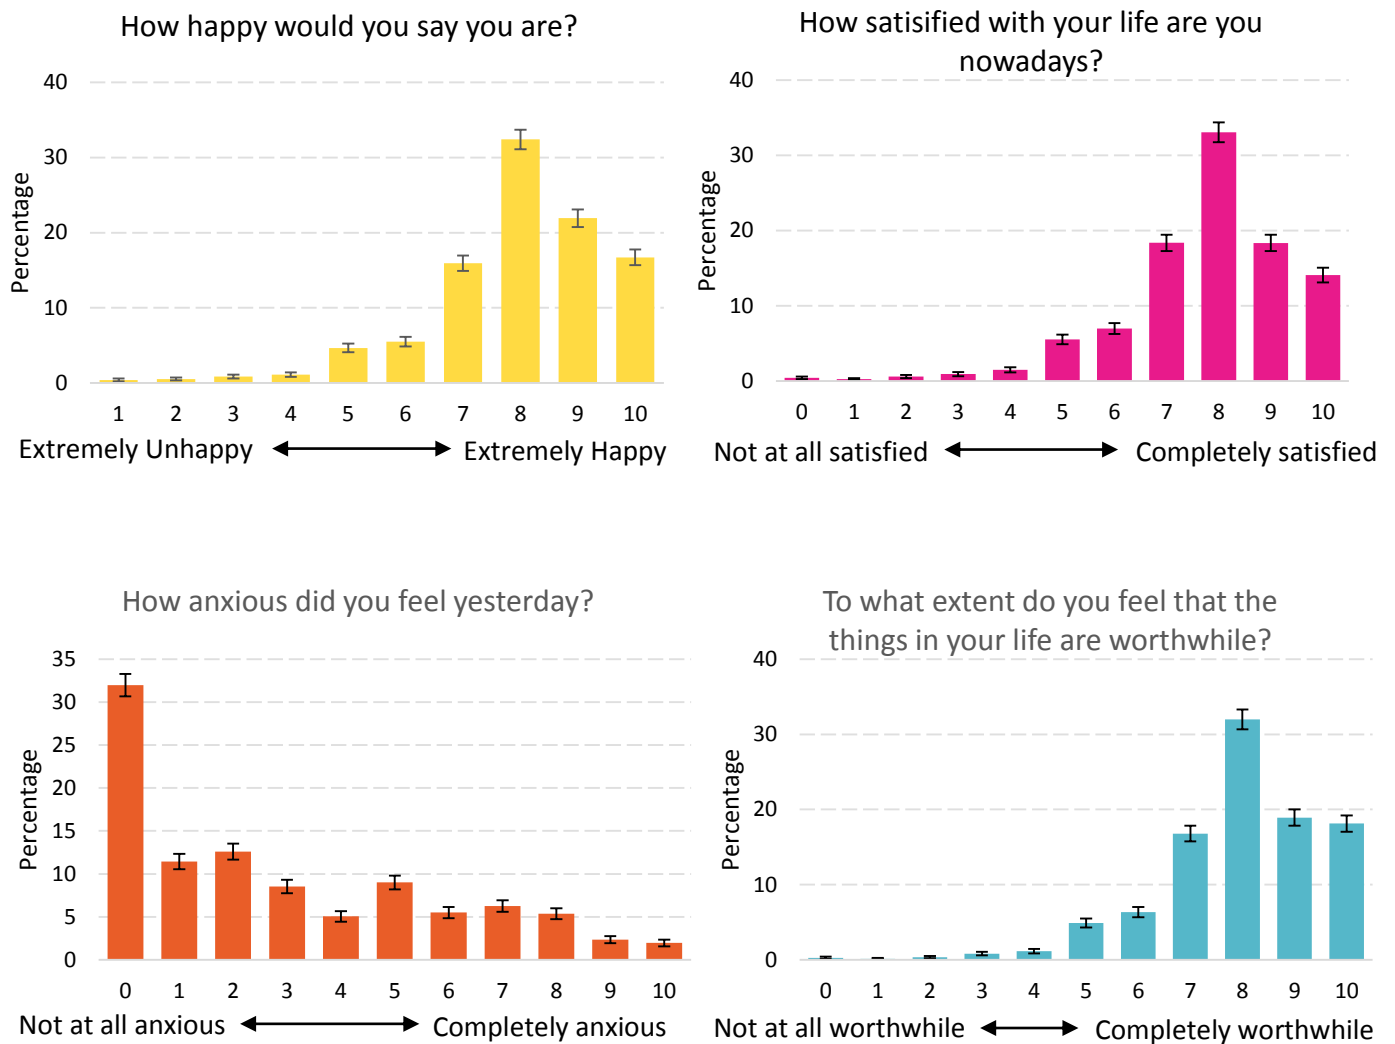 How happy would you say you are?
40
30
20
10
0
Percentage
1 2 3 4 5 6 7 8 9 10
Extremely Unhappy Extremely Happy
How satisified with your life are you
nowadays?
40
30
20
10
0
Percentage
0 1 2 3 4 5 6 7 8 9 10
Not at all satisfied Completely satisfied
How anxious did you feel yesterday?
35
30
25
20
15
10
5
0
Percentage
0 1 2 3 4 5 6 7 8 9 10
Not at all anxious Completely anxious
To what extent do you feel that the
things in your life are worthwhile?
40
30
20
10
0
Percentage
0 1 2 3 4 5 6 7 8 9 10
Not at all worthwhile Completely worthwhile